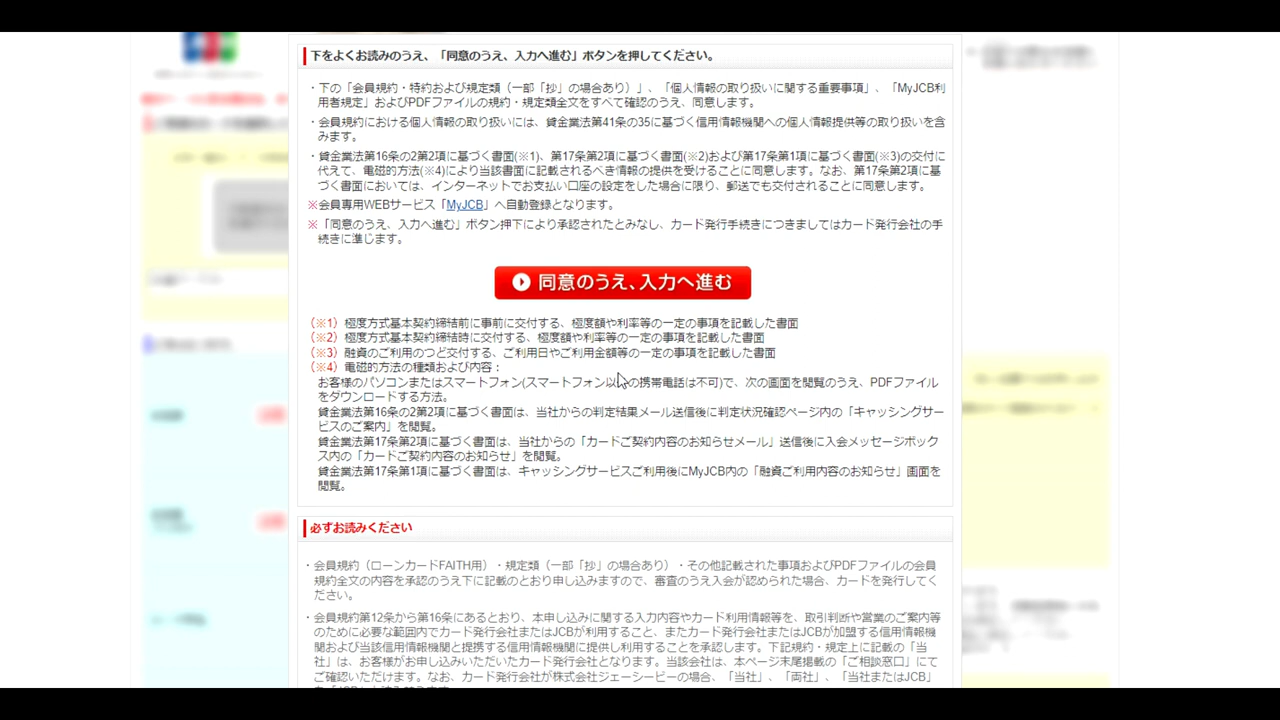 下をよくお読みのうえ、「同意のうえ、入力へ進む」ボタンを押してください。
・下の「会員規約・特約および規定類（一部「抄」の場合あり）」、「個人情報の取り扱いに関する重要事項」、「MyJCB利
用者規定」およびPDFファイルの規約・規定類全文をすべて確認のうえ、同意します。
・会員規約における個人情報の取り扱いには、貸金業法第41条の35に基づく信用情報機関への個人情報提供等の取り扱いを含
みます。
・貸金業法第16条の2第2項に基づく書面(※1)、第17条第2項に基づく書面(※2)および第17条第1項に基づく書面(※3)の交付に
代えて、電磁的方法(※4)により当該書面に記載されるべき情報の提供を受けることに同意します。なお、第17条第2項に基
づく書面においては、インターネットでお支払い口座の設定をした場合に限り、郵送でも交付されることに同意します。
※会員専用WEBサービス「MyJCB」へ自動登録となります。
※「同意のうえ、入力へ進む」ボタン押下により承認されたとみなし、カード発行手続きにつきましてはカード発行会社の手
続きに準じます。
同意のうえ、入力へ進む
（※1）極度方式基本契約締結前に事前に交付する、極度額や利率等の一定の事項を記載した書面
（※2）極度方式基本契約締結時に交付する、極度額や利率等の一定の事項を記載した書面
（※3）融資のご利用のつど交付する、ご利用日やご利用金額等の一定の事項を記載した書面
（※4）電磁的方法の種類および内容：
お客様のパソコンまたはスマートフォン(スマートフォン以の携帯電話は不可)で、次の画面を閲覧のうえ、PDFファイル
をダウンロードする方法。
貸金業法第16条の2第2項に基づく書面は、当社からの判定結果メール送信後に判定状況確認ページ内の「キャッシングサー
ビスのご案内」を閲覧。
貸金業法第17条第2項に基づく書面は、当社からの「カードご契約内容のお知らせメール」送信後に入会メッセージボック
ス内の「カードご契約内容のお知らせ」を閲覧。
貸金業法第17条第1項に基づく書面は、キャッシングサービスご利用後にMyJCB内の「融資ご利用内容のお知らせ」画面を
閲覧。
必ずお読みください
・会員規約（ローンカードFAITH用）・規定類（一部「抄」の場合あり）・その他記載された事項およびPDFファイルの会員
規約全文の内容を承認のうえ下に記載のとおり申し込みますので、審査のうえ入会が認められた場合、カードを発行してく
ださい。
・会員規約第12条から第16条にあるとおり、本申し込みに関する入力内容やカード利用情報等を、取引判断や営業のご案内等
のために必要な範囲内でカード発行会社またはJCBが利用すること、またカード発行会社またはJCBが加盟する信用情報機
関および当該信用情報機関と提携する信用情報機関に提供し利用することを承認します。下記規約・規定上に記載の「当
社」は、お客様がお申し込みいただいたカード発行会社となります。当該会社は、本ページ末尾掲載の「ご相談窓口」にて
ご確認いただけます。なお、カード発行会社が株式会社ジェーシービーの場合、「当社」、「両社」、「当社またはJCB」